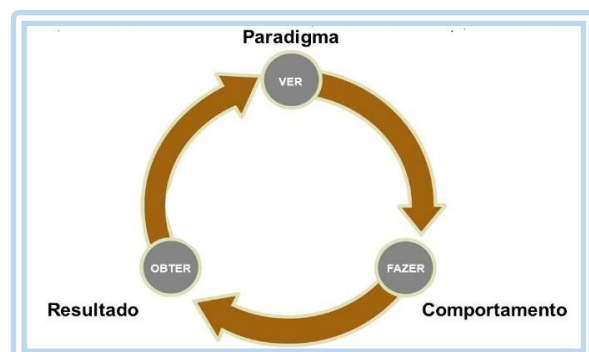 Paradigma
VER
OBTER
FAZER
Resultado
Comportamento